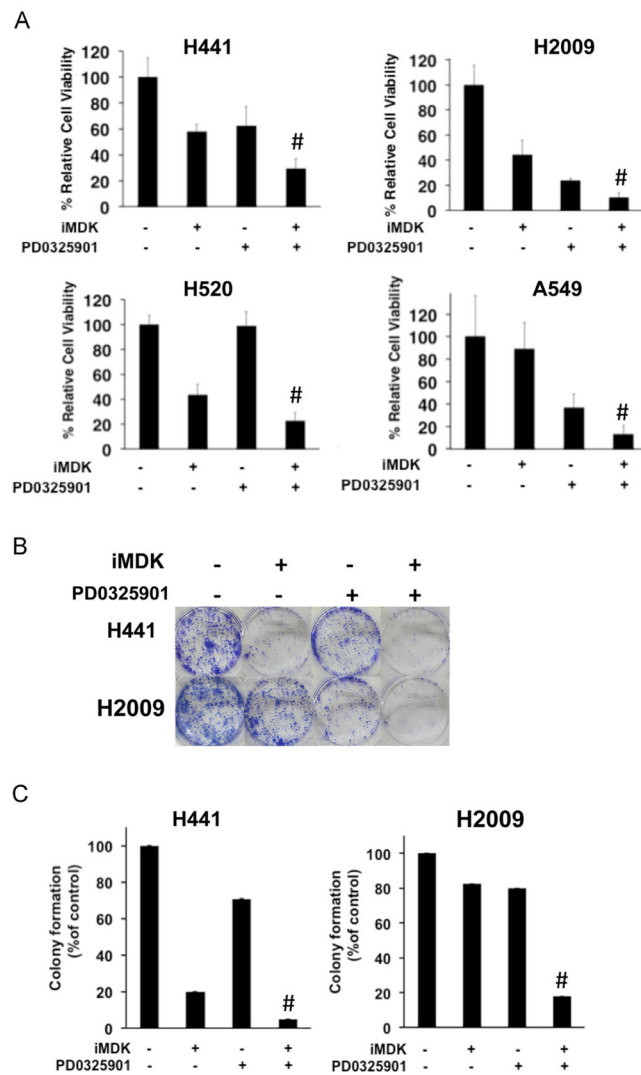 A
H441
% Relative Cell Viability
120
100
80
60
40
20
0
#
iMDK - + - +
PD0325901 - - + +
H2009
% Relative Cell Viability
120
100
80
60
40
20
0
#
iMDK - + - +
PD0325901 - - + +
H520
% Relative Cell Viability
120
100
80
60
40
20
0
#
iMDK - + - +
PD0325901 - - + +
A549
% Relative Cell Viability
120
100
80
60
40
20
0
#
iMDK - + - +
PD0325901 - - + +
B
iMDK - + - +
PD0325901 - - + +
H441
H2009
C
H441
Colony formation
(%of control)
100
80
60
40
20
0
#
iMDK - + - +
PD0325901 - - + +
H2009
Colony formation
(%of control)
100
80
60
40
20
0
#
iMDK - + - +
PD0325901 - - + +